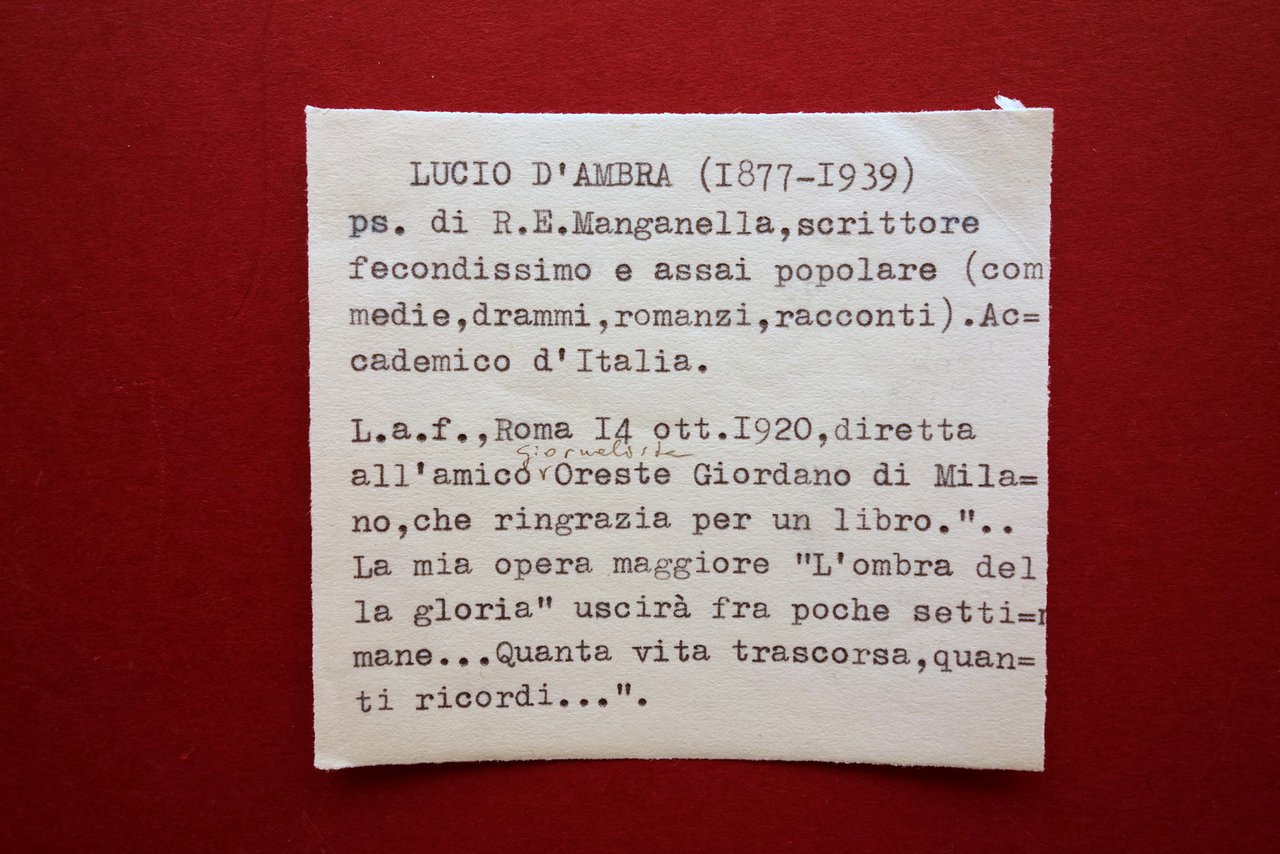 LUCIO D'AMBRA (I877-I939)
ps. di R.E.Manganella,scrittore
fecondissimo e assai popolare (com
medie,drammi,romanzi,racconti).Ac=
cademico d'Italia.
L.a.f.,Roma I4 ott.I920,diretta
giornalista
all'amico Oreste Giordano di Mila=
no,che ringrazia per un libro."..
La mia opera maggiore "L'ombra del
la gloria" uscirà fra poche setti=
mane...Quanta vita trascorsa,quan=
ti ricordi...".